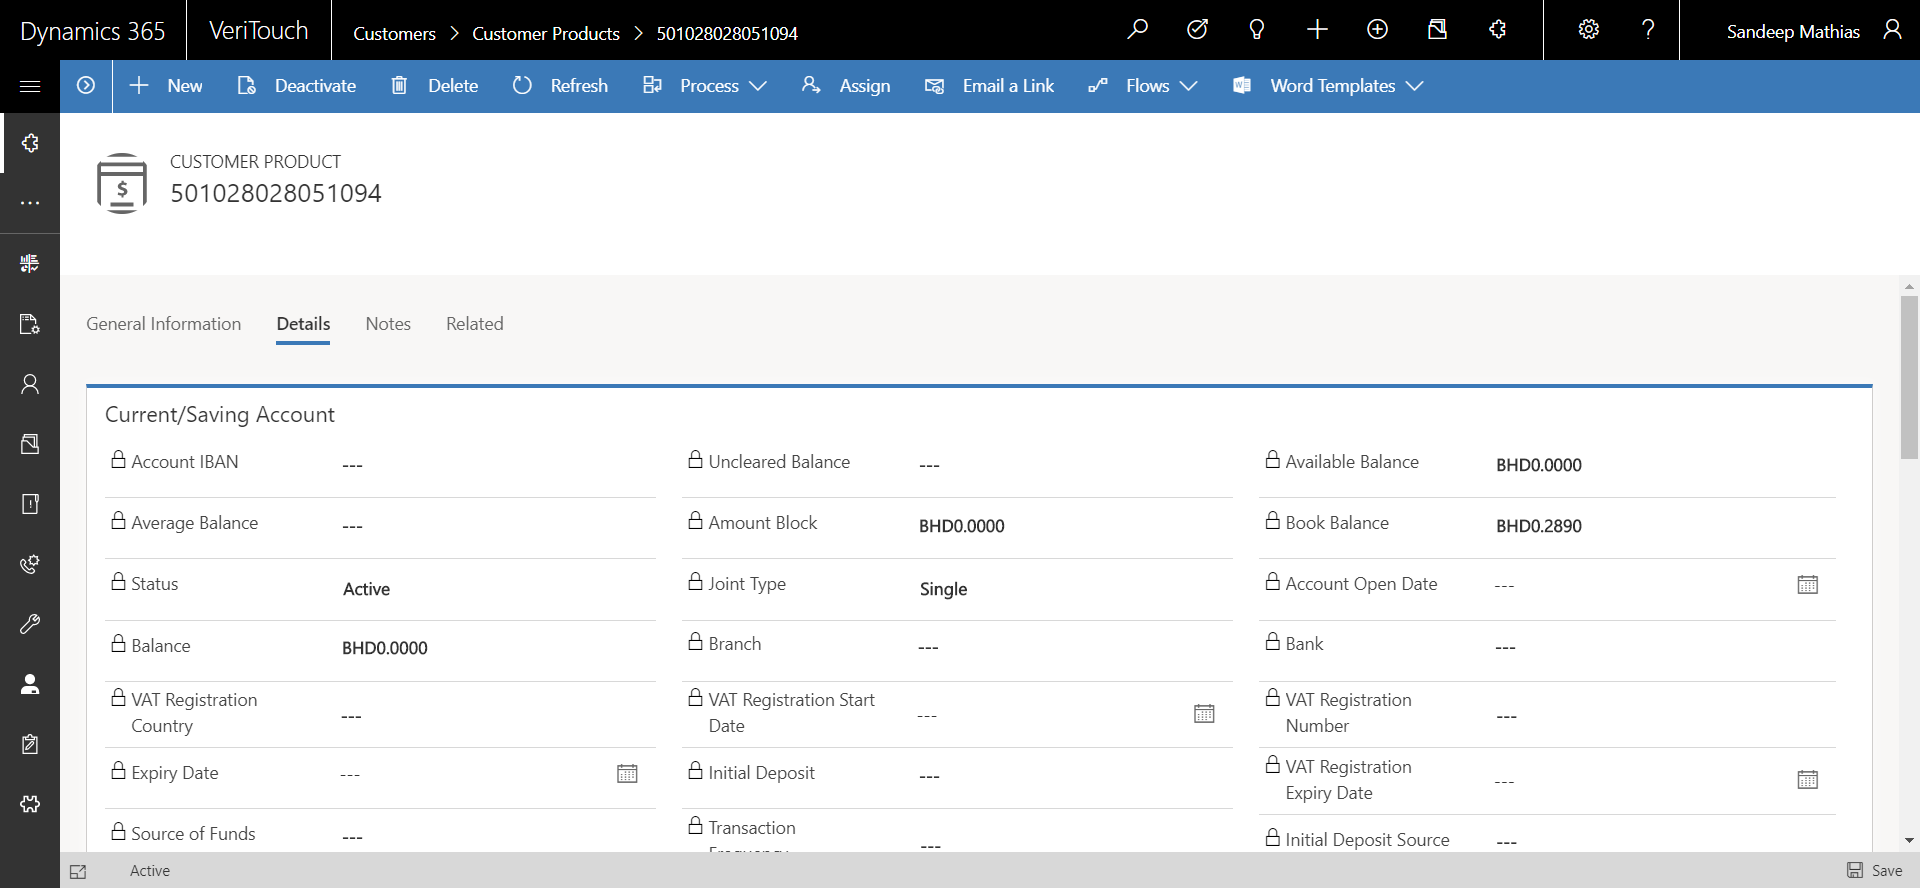 Dynamics 365 VeriTouch Customers > Customer Products > 501028028051094 Sandeep Mathias
New Deactivate Delete Refresh Process Assign Email a Link Flows Word Templates
CUSTOMER PRODUCT
501028028051094
General Information Details Notes Related
Current/Saving Account
Account IBAN --- Uncleared Balance --- Available Balance BHD0.0000
Average Balance --- Amount Block BHD0.0000 Book Balance BHD0.2890
Status Active Joint Type Single Account Open Date ---
Balance BHD0.0000 Branch --- Bank ---
VAT Registration Country --- VAT Registration Start Date --- VAT Registration Number ---
Expiry Date --- Initial Deposit --- VAT Registration Expiry Date ---
Source of Funds --- Transaction Frequency --- Initial Deposit Source ---
Active Save